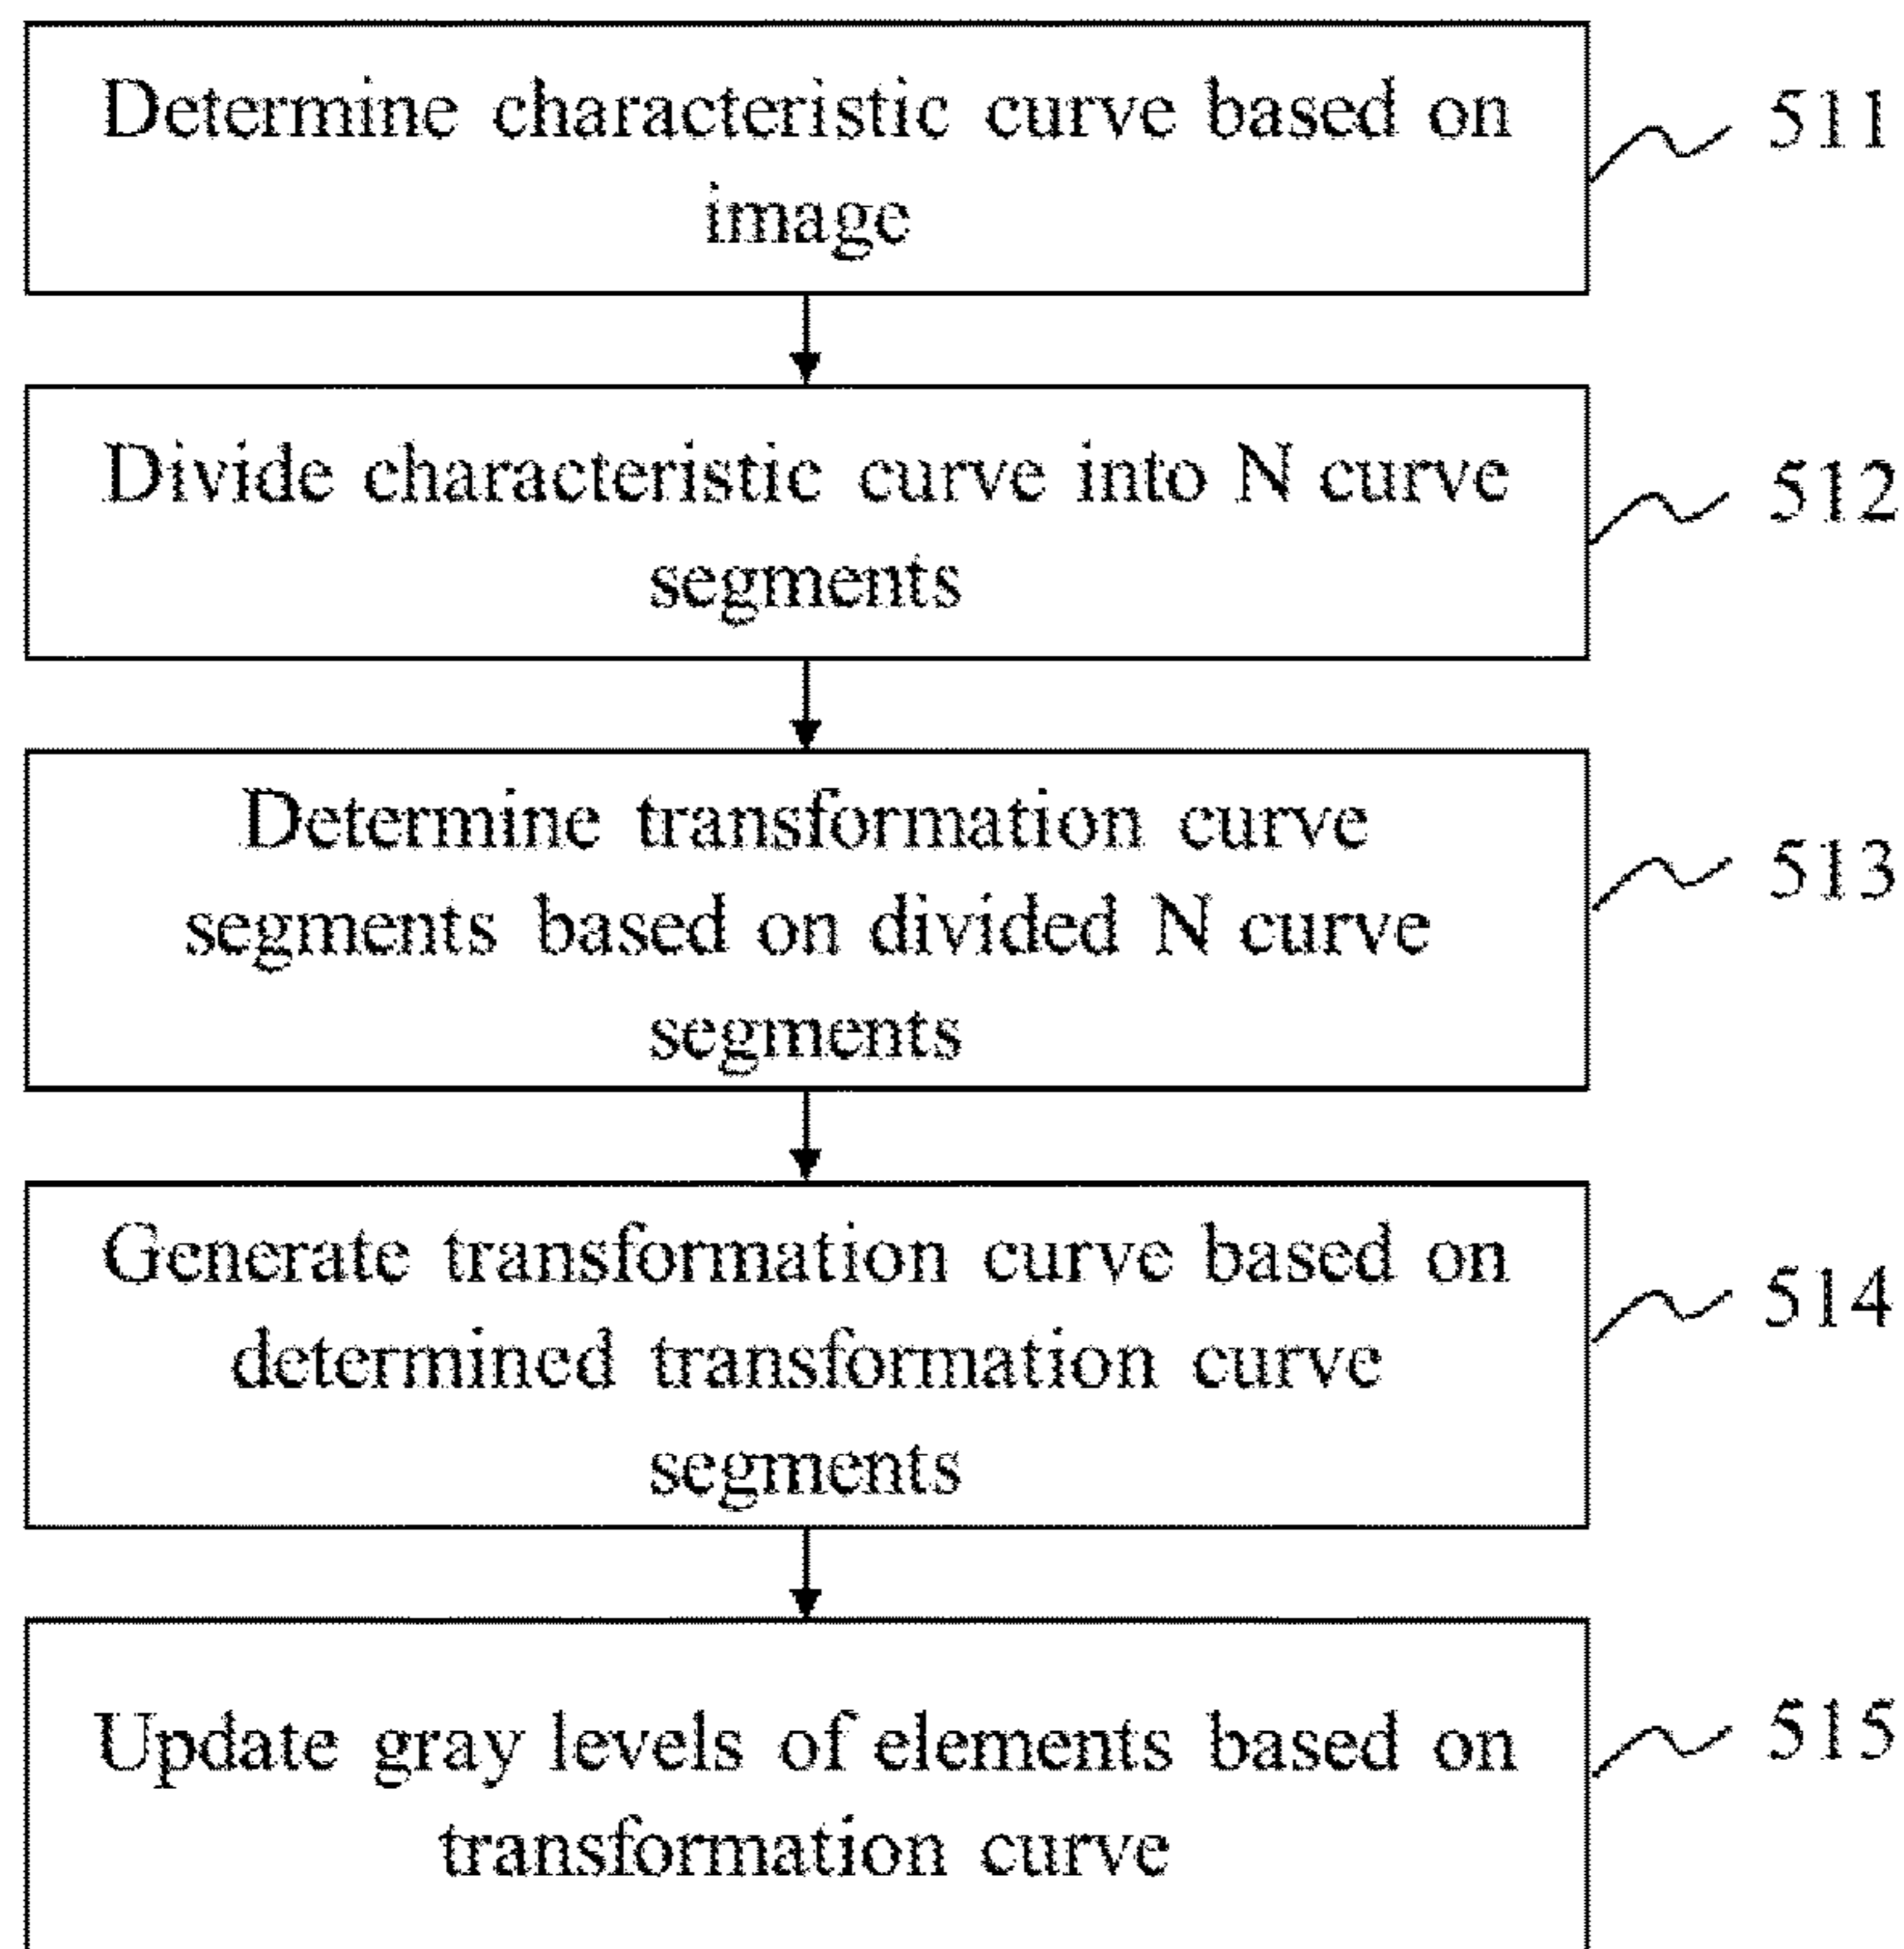 Determine characteristic curve based on
image
511
Divide characteristic curve into N curve
segments
512
Determine transformation curve
segments based on divided N curve
segments
513
Generate transformation curve based on
determined transformation curve
segments
514
Update gray levels of elements based on
transformation curve
515